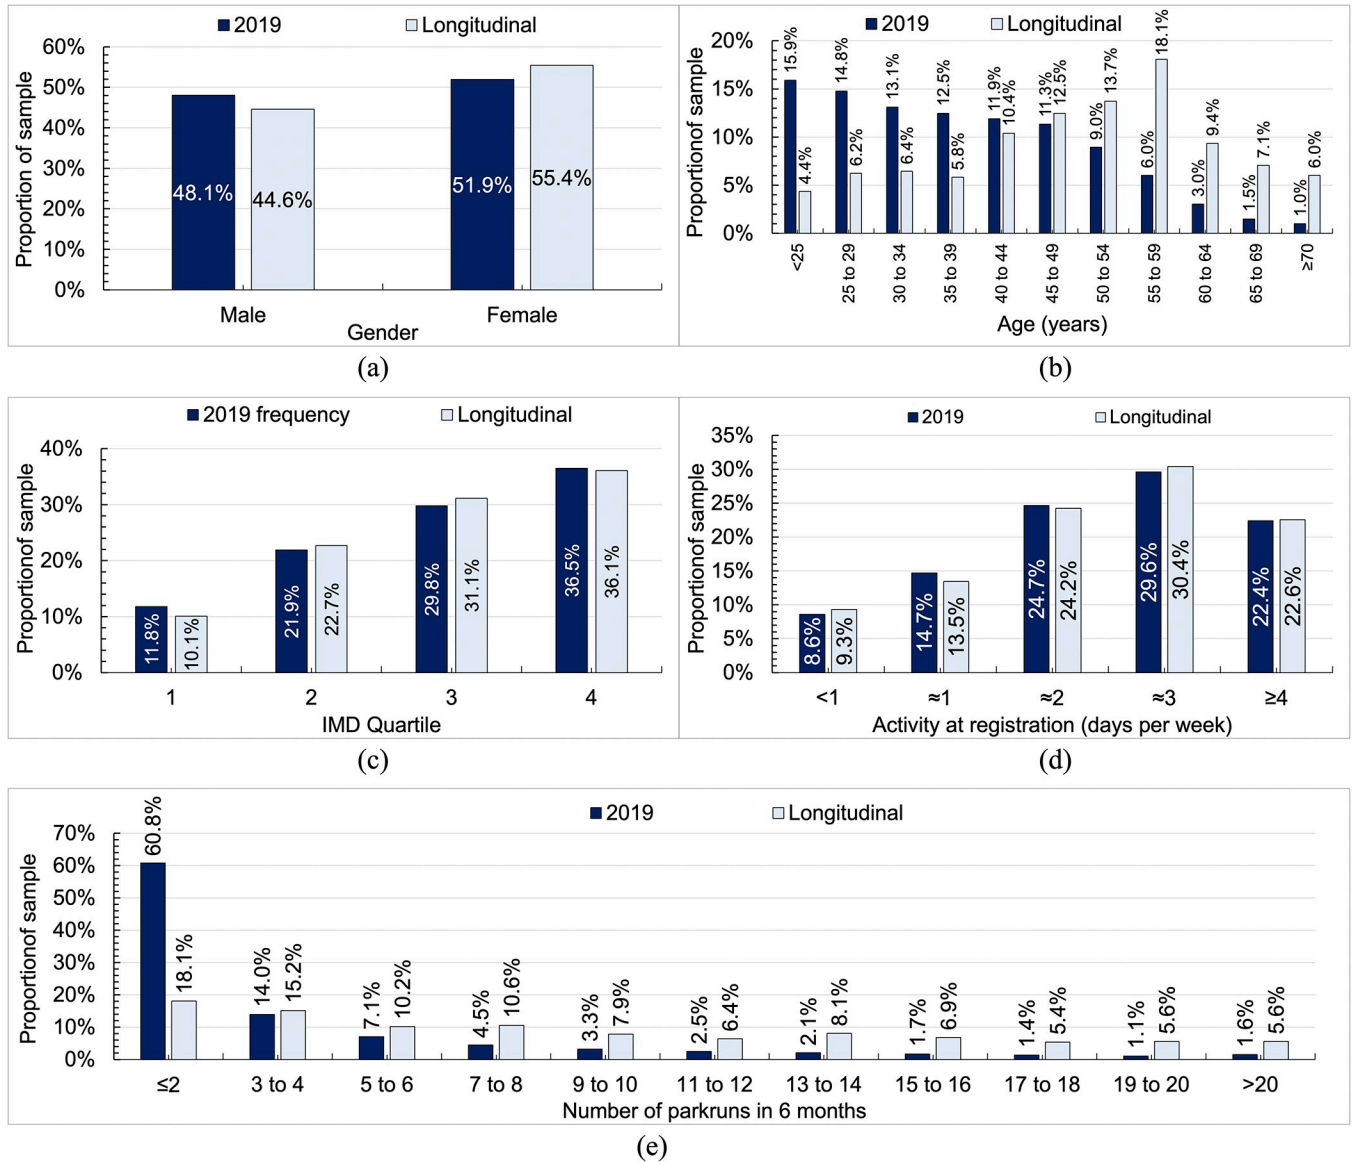 2019 Longitudinal
Proportion of sample
60%
50%
40%
30%
20%
10%
0%
48.1% 44.6% 51.9% 55.4%
Male Female
Gender
(a)
2019 Longitudinal
Proportionof sample
20%
15%
10%
5%
0%
15.9% 4.4% 14.8% 6.2% 13.1% 6.4% 12.5% 5.8% 11.9% 10.4% 11.3% 12.5% 9.0% 13.7% 6.0% 18.1% 3.0% 9.4% 1.5% 7.1% 1.0% 6.0%
<25 25 to 29 30 to 34 35 to 39 40 to 44 45 to 49 50 to 54 55 to 59 60 to 64 65 to 69 ≥70
Age (years)
(b)
2019 frequency Longitudinal
Proportionof sample
40%
30%
20%
10%
0%
11.8% 10.1% 21.9% 22.7% 29.8% 31.1% 36.5% 36.1%
1 2 3 4
IMD Quartile
(c)
2019 Longitudinal
Proportionof sample
35%
30%
25%
20%
15%
10%
5%
0%
8.6% 9.3% 14.7% 13.5% 24.7% 24.2% 29.6% 30.4% 22.4% 22.6%
<1 ≈1 ≈2 ≈3 ≥4
Activity at registration (days per week)
(d)
2019 Longitudinal
Proportionof sample
70%
60%
50%
40%
30%
20%
10%
0%
60.8% 18.1% 14.0% 15.2% 7.1% 10.2% 4.5% 10.6% 3.3% 7.9% 2.5% 6.4% 2.1% 8.1% 1.7% 6.9% 1.4% 5.4% 1.1% 5.6% 1.6% 5.6%
≤2 3 to 4 5 to 6 7 to 8 9 to 10 11 to 12 13 to 14 15 to 16 17 to 18 19 to 20 >20
Number of parkruns in 6 months
(e)